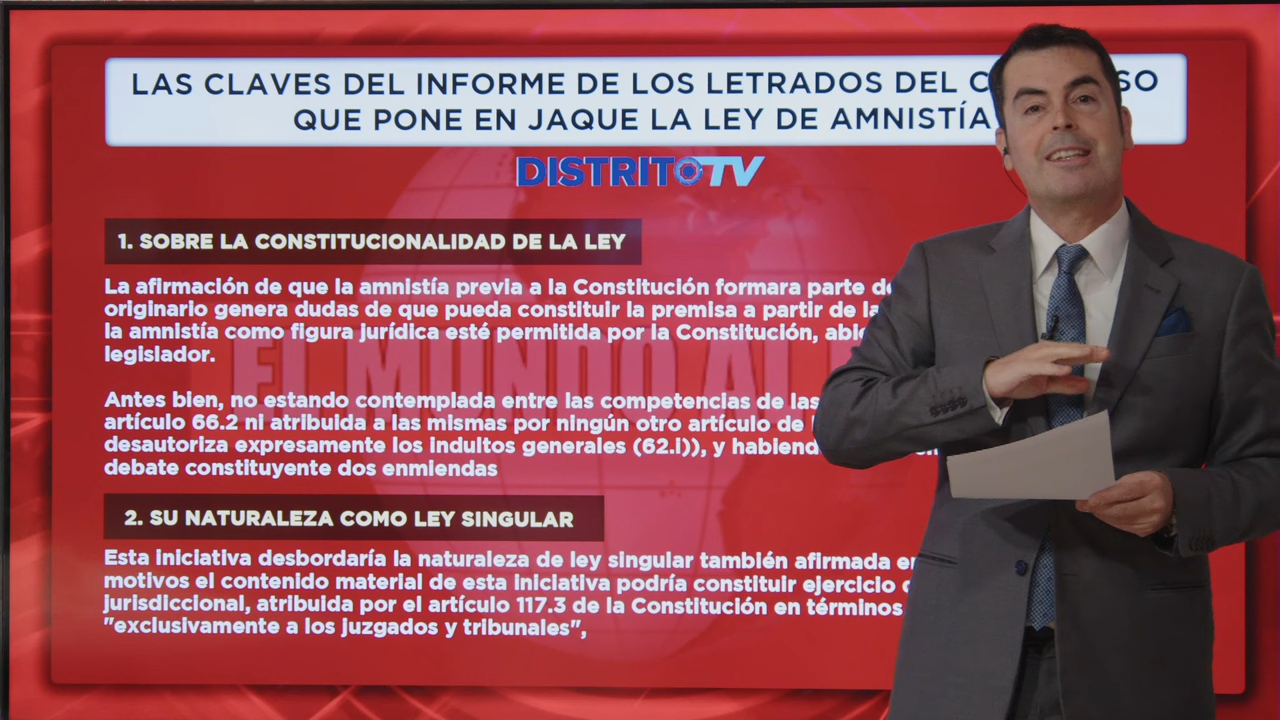 LAS CLAVES DEL INFORME DE LOS LETRADOS DEL
QUE PONE EN JAQUE LA LEY DE AMNISTÍA
DISTRITO TV
1. SOBRE LA CONSTITUCIONALIDAD DE LA LEY
La afirmación de que la amnistía previa a la Constitución formara parte
originario genera dudas de que pueda constituir la premisa a partir de
la amnistía como figura jurídica esté permitida por la Constitución,
legislador.
EL MUNDO AL
Antes bien, no estando contemplada entre las competencias de las
artículo 66.2 ni atribuida a las mismas por ningún otro artículo de
desautoriza expresamente los indultos generales (62.i)), y
debate constituyente dos enmiendas
2. SU NATURALEZA COMO LEY SINGULAR
Esta iniciativa desbordaría la naturaleza de ley singular también afirmada
motivos el contenido material de esta iniciativa podría constituir ejercicio
jurisdiccional, atribuida por el artículo 117.3 de la Constitución en términos
"exclusivamente a los juzgados y tribunales",